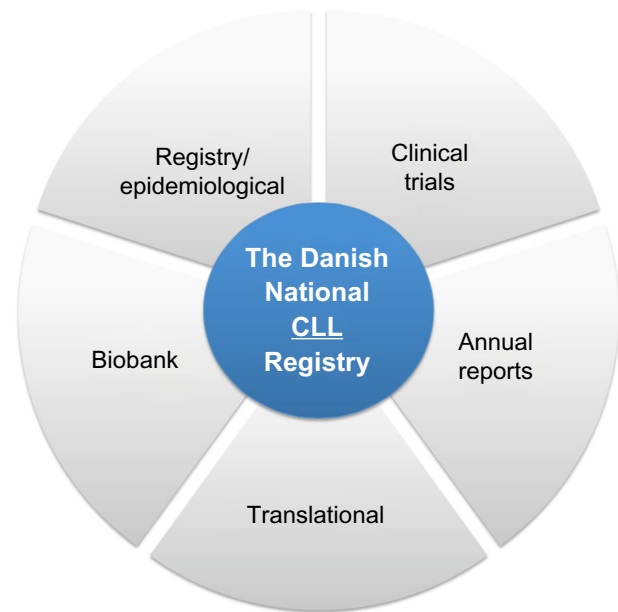 Registry/
epidemiological
Clinical
trials
The Danish
National
CLL
Registry
Biobank
Annual
reports
Translational